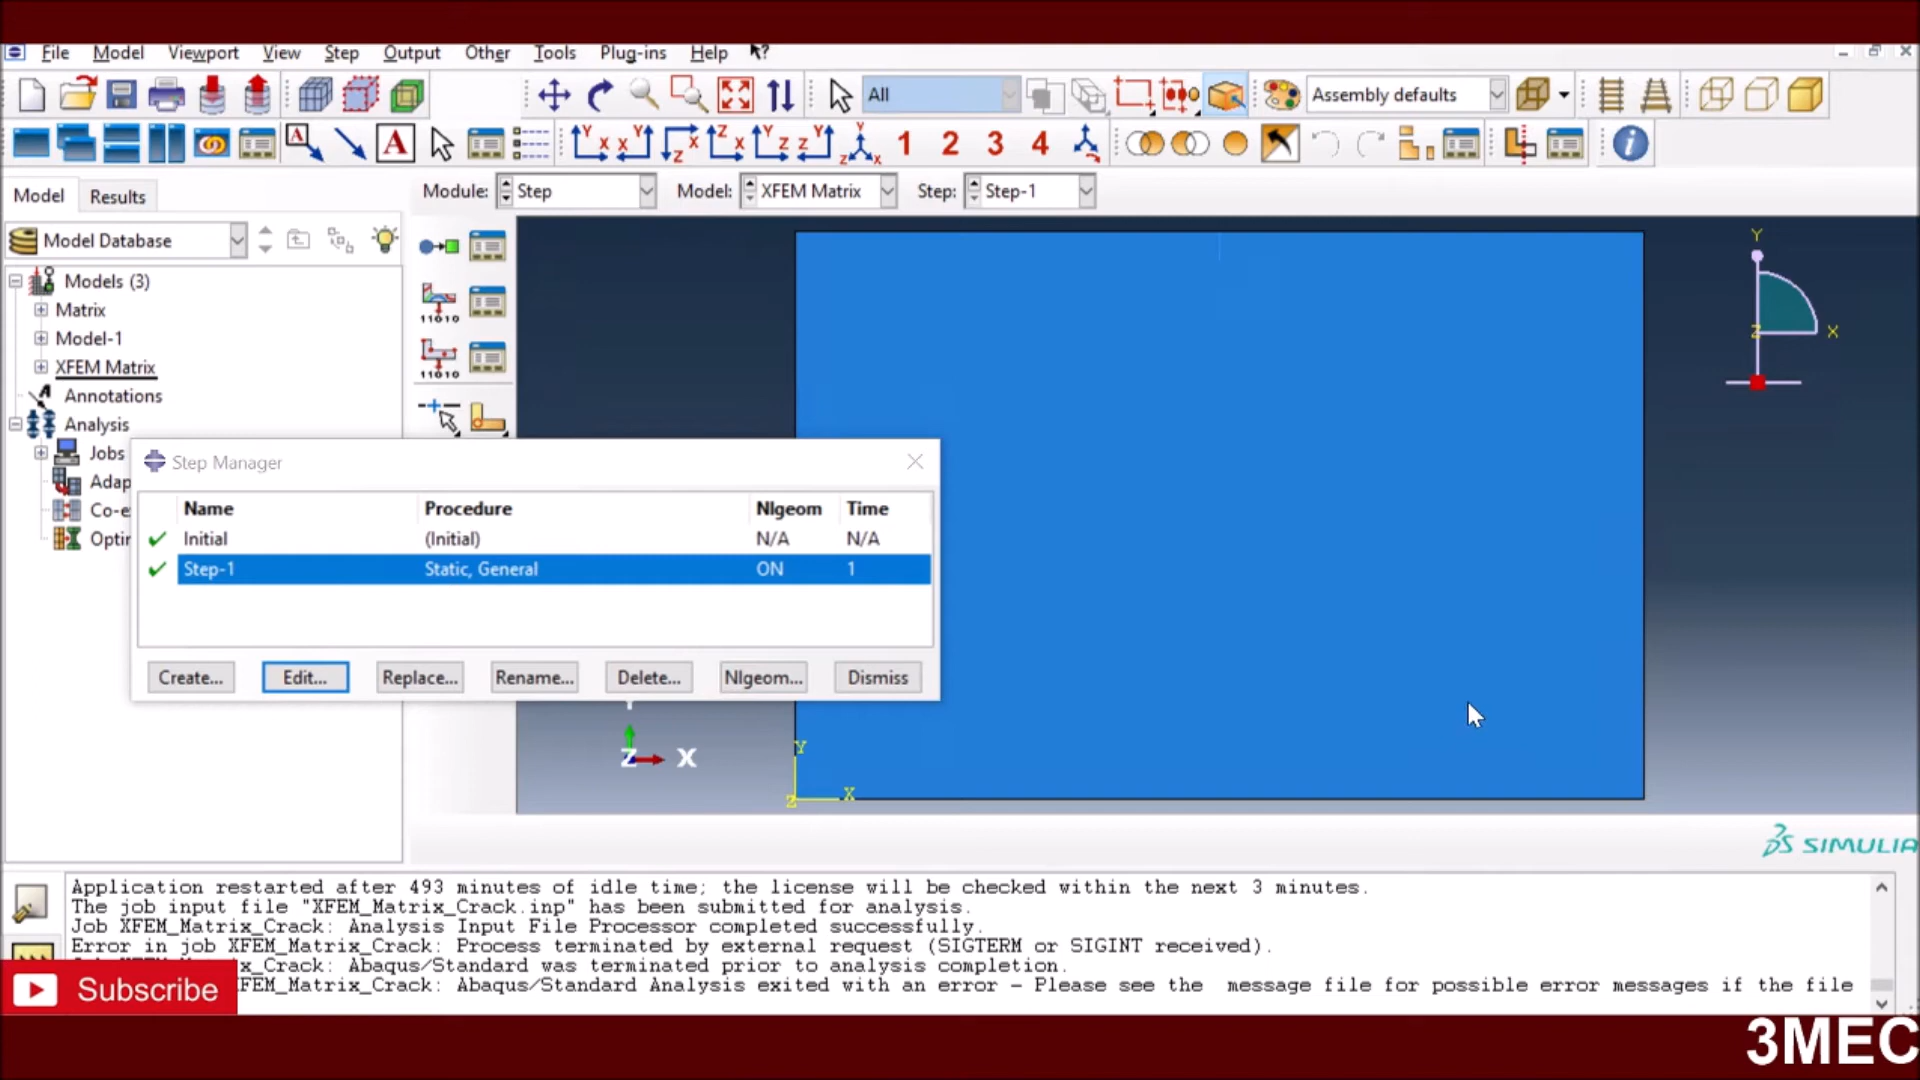 File Model Viewport View Step Output Other Tools Plug-ins Help
All Assembly defaults
A A 1 2 3 4
Model Results Module: Step Model: XFEM Matrix Step: Step-1
Model Database
Models (3)
Matrix
Model-1
XFEM Matrix
Annotations
Analysis
Jobs
Adap
Co-e
Optin
11010
11010
Step Manager
Name Procedure Nlgeom Time
Initial (Initial) N/A N/A
Step-1 Static, General ON 1
Create... Edit... Replace... Rename... Delete... Nlgeom... Dismiss
Y
Z X
Z X
Y
Z X
SIMULIA
Application restarted after 493 minutes of idle time; the license will be checked within the next 3 minutes.
The job input file "XFEM_Matrix_Crack.inp" has been submitted for analysis.
Job XFEM_Matrix_Crack: Analysis Input File Processor completed successfully.
Error in job XFEM_Matrix_Crack: Process terminated by external request (SIGTERM or SIGINT received).
_Crack: Abaqus/Standard was terminated prior to analysis completion.
FEM_Matrix_Crack: Abaqus/Standard Analysis exited with an error - Please see the message file for possible error messages if the file
Subscribe
3MEC